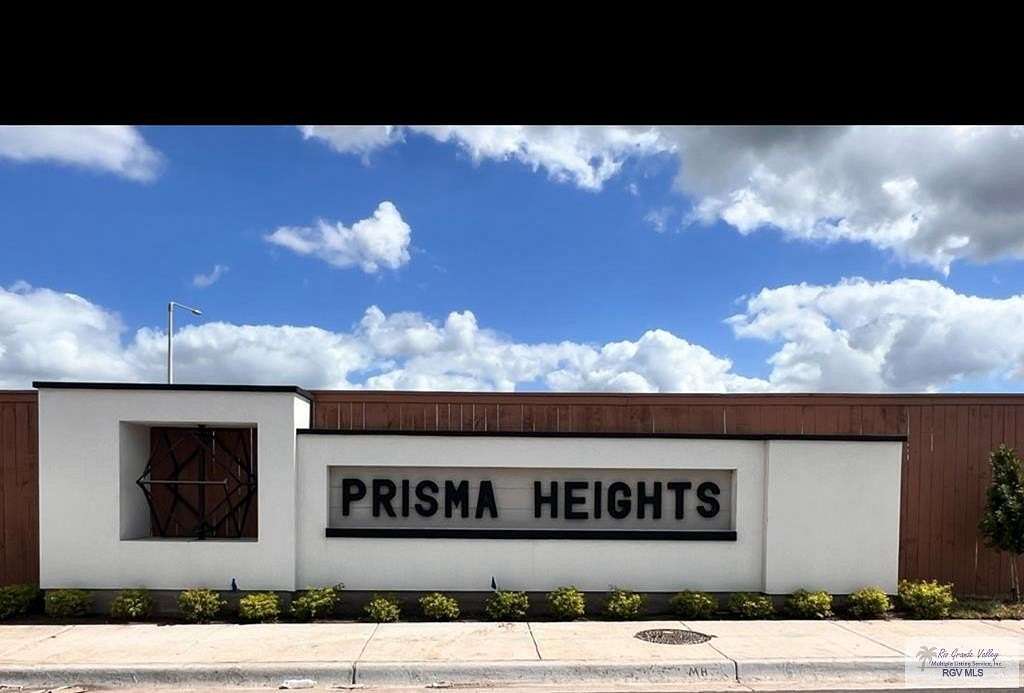 PRISMA HEIGHTS
MH
Rio Grande Valley
Multiple Listing Service, Inc
RGV MLS